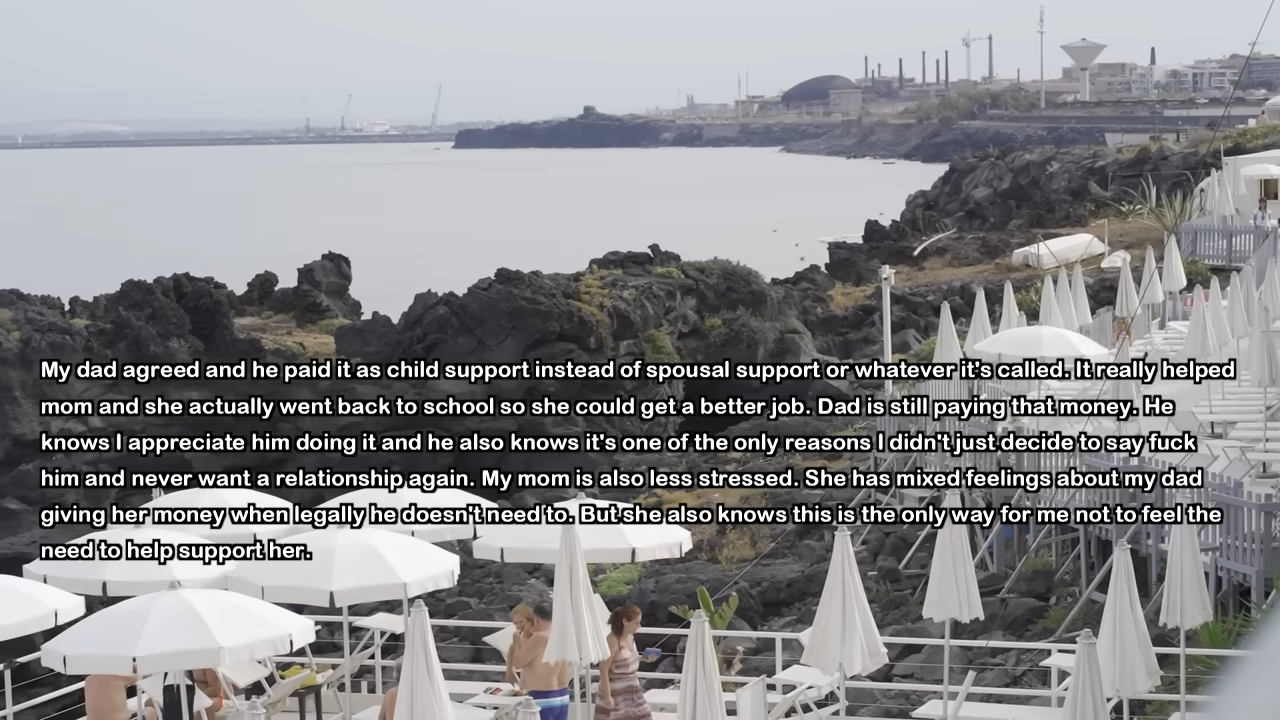 My dad agreed and he paid it as child support instead of spousal support or whatever it's called. It really helped
mom and she actually went back to school so she could get a better job. Dad is still paying that money. He
knows I appreciate him doing it and he also knows it's one of the only reasons I didn't just decide to say fuck
him and never want a relationship again. My mom is also less stressed. She has mixed feelings about my dad
giving her money when legally he doesn't need to. But she also knows this is the only way for me not to feel the
need to help support her.